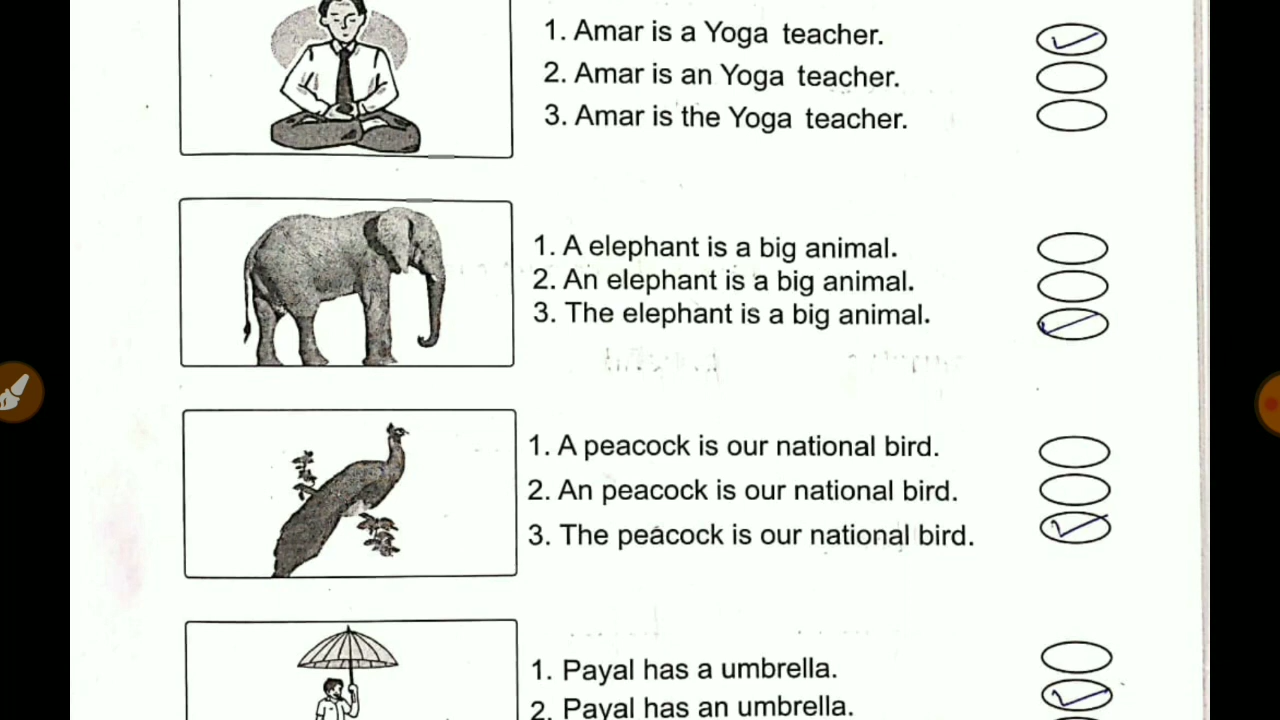 1. Amar is a Yoga teacher.
2. Amar is an Yoga teacher.
3. Amar is the Yoga teacher.
1. A elephant is a big animal.
2. An elephant is a big animal.
3. The elephant is a big animal.
1. A peacock is our national bird.
2. An peacock is our national bird.
3. The peacock is our national bird.
1. Payal has a umbrella.
2. Payal has an umbrella.